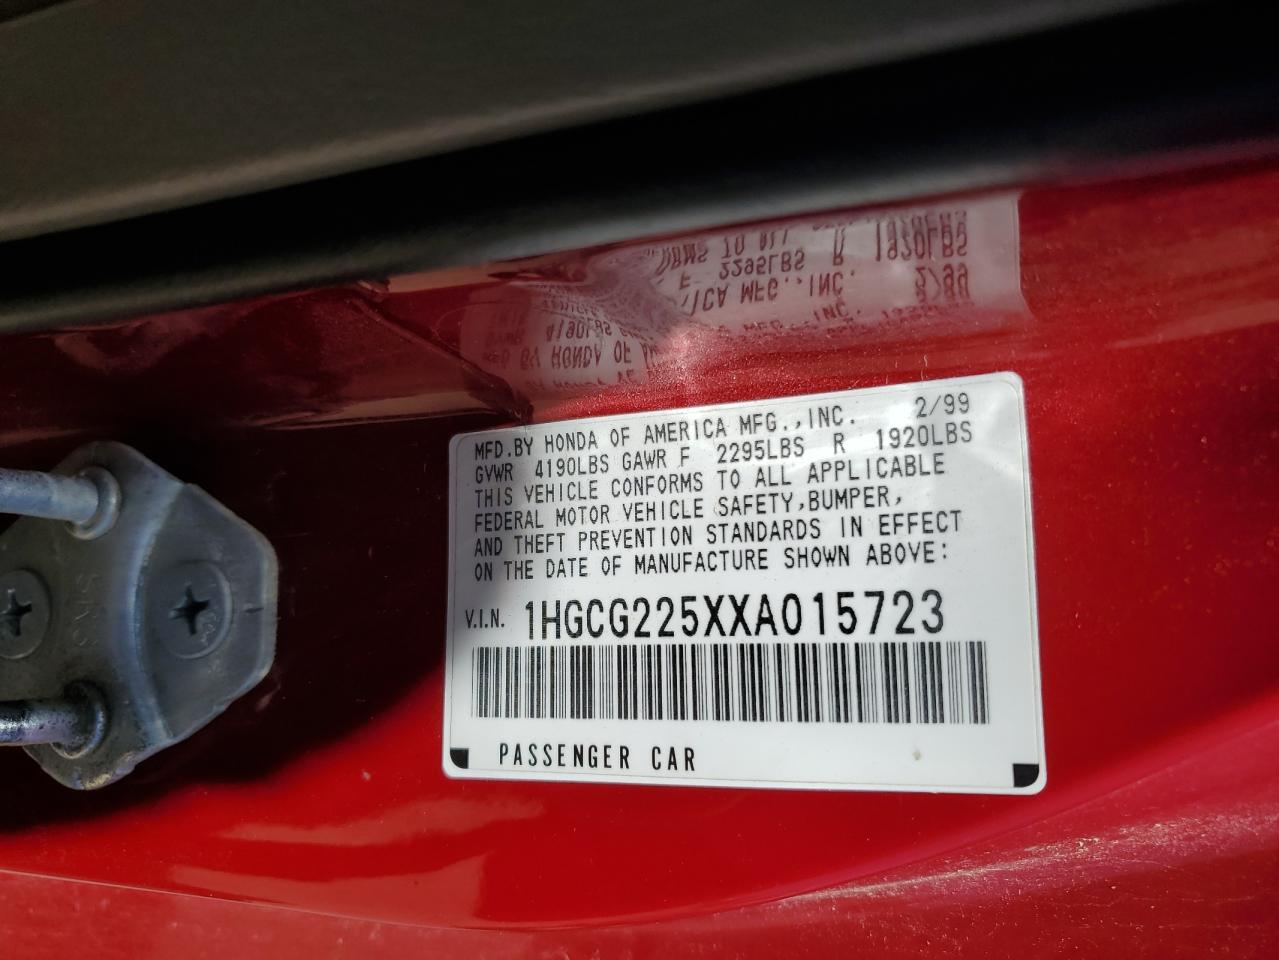 MFD.BY HONDA OF AMERICA MFG.,INC. 2/99
GVWR 4190LBS GAWR F 2295LBS R 1920LBS
THIS VEHICLE CONFORMS TO ALL APPLICABLE
FEDERAL MOTOR VEHICLE SAFETY,BUMPER,
AND THEFT PREVENTION STANDARDS IN EFFECT
ON THE DATE OF MANUFACTURE SHOWN ABOVE:
V.I.N. 1HGCG225XXA015723
PASSENGER CAR